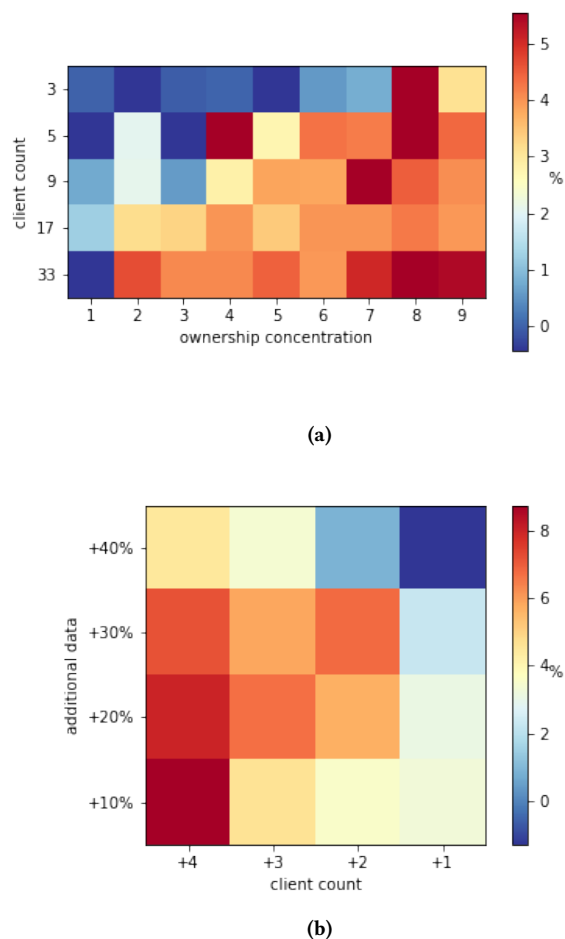 5
3
4
5
client count
9
3
%
2
17
1
33
0
1 2 3 4 5 6 7 8 9
ownership concentration
(a)
8
+40%
6
+30%
additional data
4
%
+20%
2
+10%
0
+4 +3 +2 +1
client count
(b)